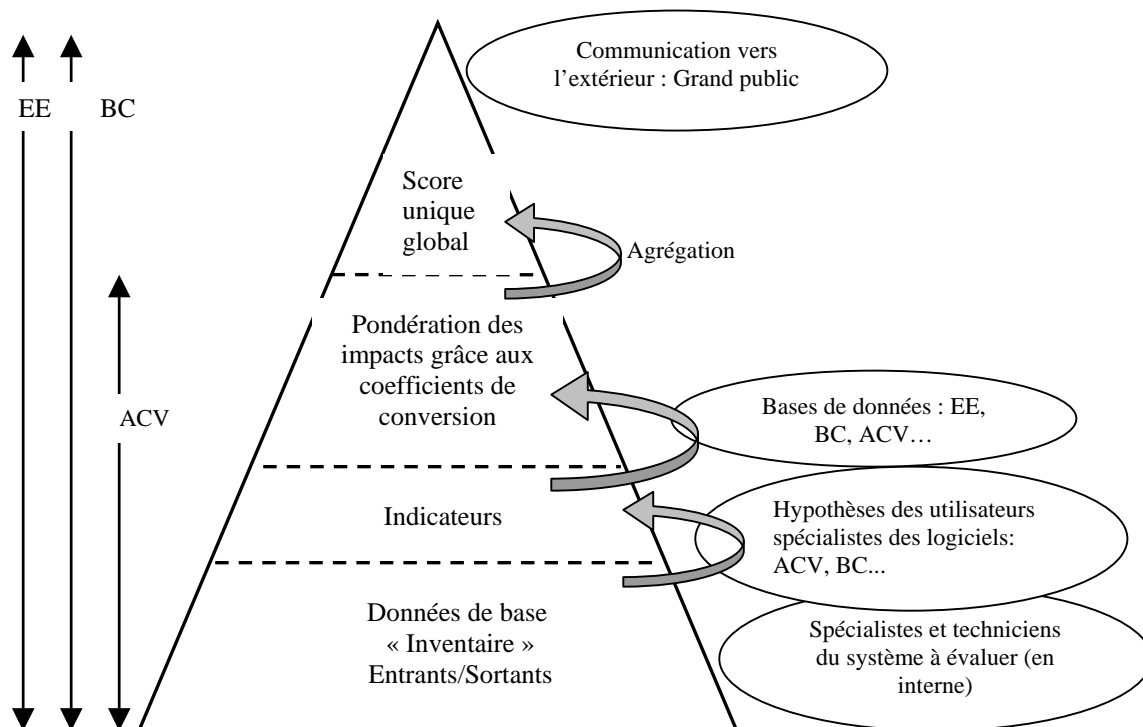 Communication vers
l’extérieur : Grand public
EE
BC
Score
unique
global
Agrégation
Pondération des
impacts grâce aux
coefficients de
conversion
ACV
Bases de données : EE,
BC, ACV…
Indicateurs
Hypothèses des utilisateurs
spécialistes des logiciels:
ACV, BC...
Données de base
« Inventaire »
Entrants/Sortants
Spécialistes et techniciens
du système à évaluer (en
interne)